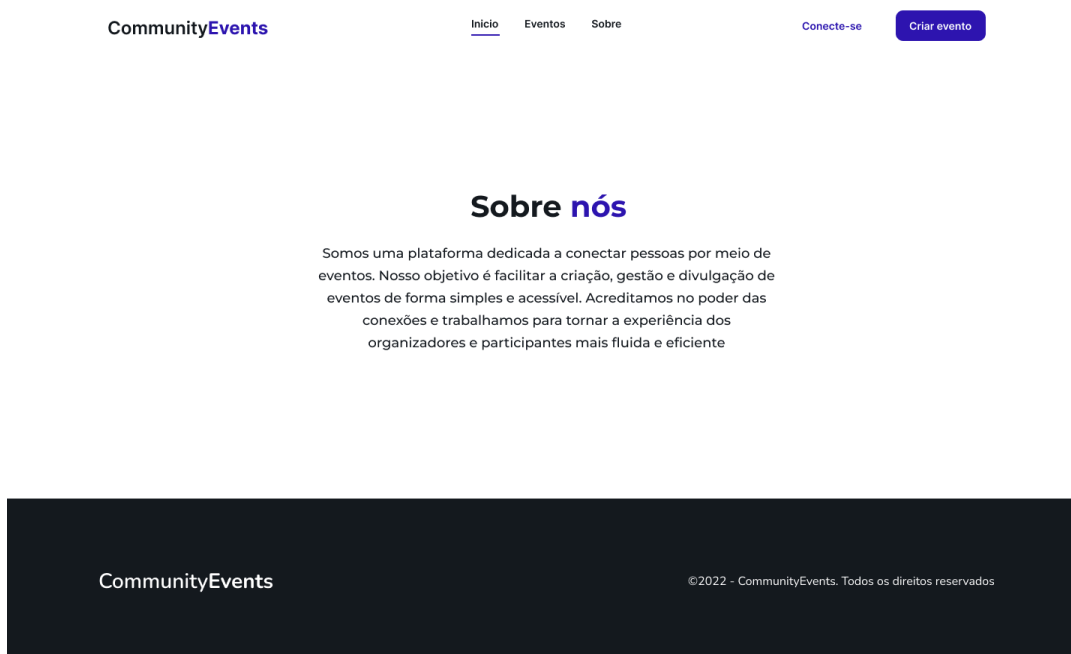 CommunityEvents
Inicio Eventos Sobre
Conecte-se Criar evento
Sobre nós
Somos uma plataforma dedicada a conectar pessoas por meio de
eventos. Nosso objetivo é facilitar a criação, gestão e divulgação de
eventos de forma simples e acessível. Acreditamos no poder das
conexões e trabalhamos para tornar a experiência dos
organizadores e participantes mais fluida e eficiente
CommunityEvents
©2022 - CommunityEvents. Todos os direitos reservados